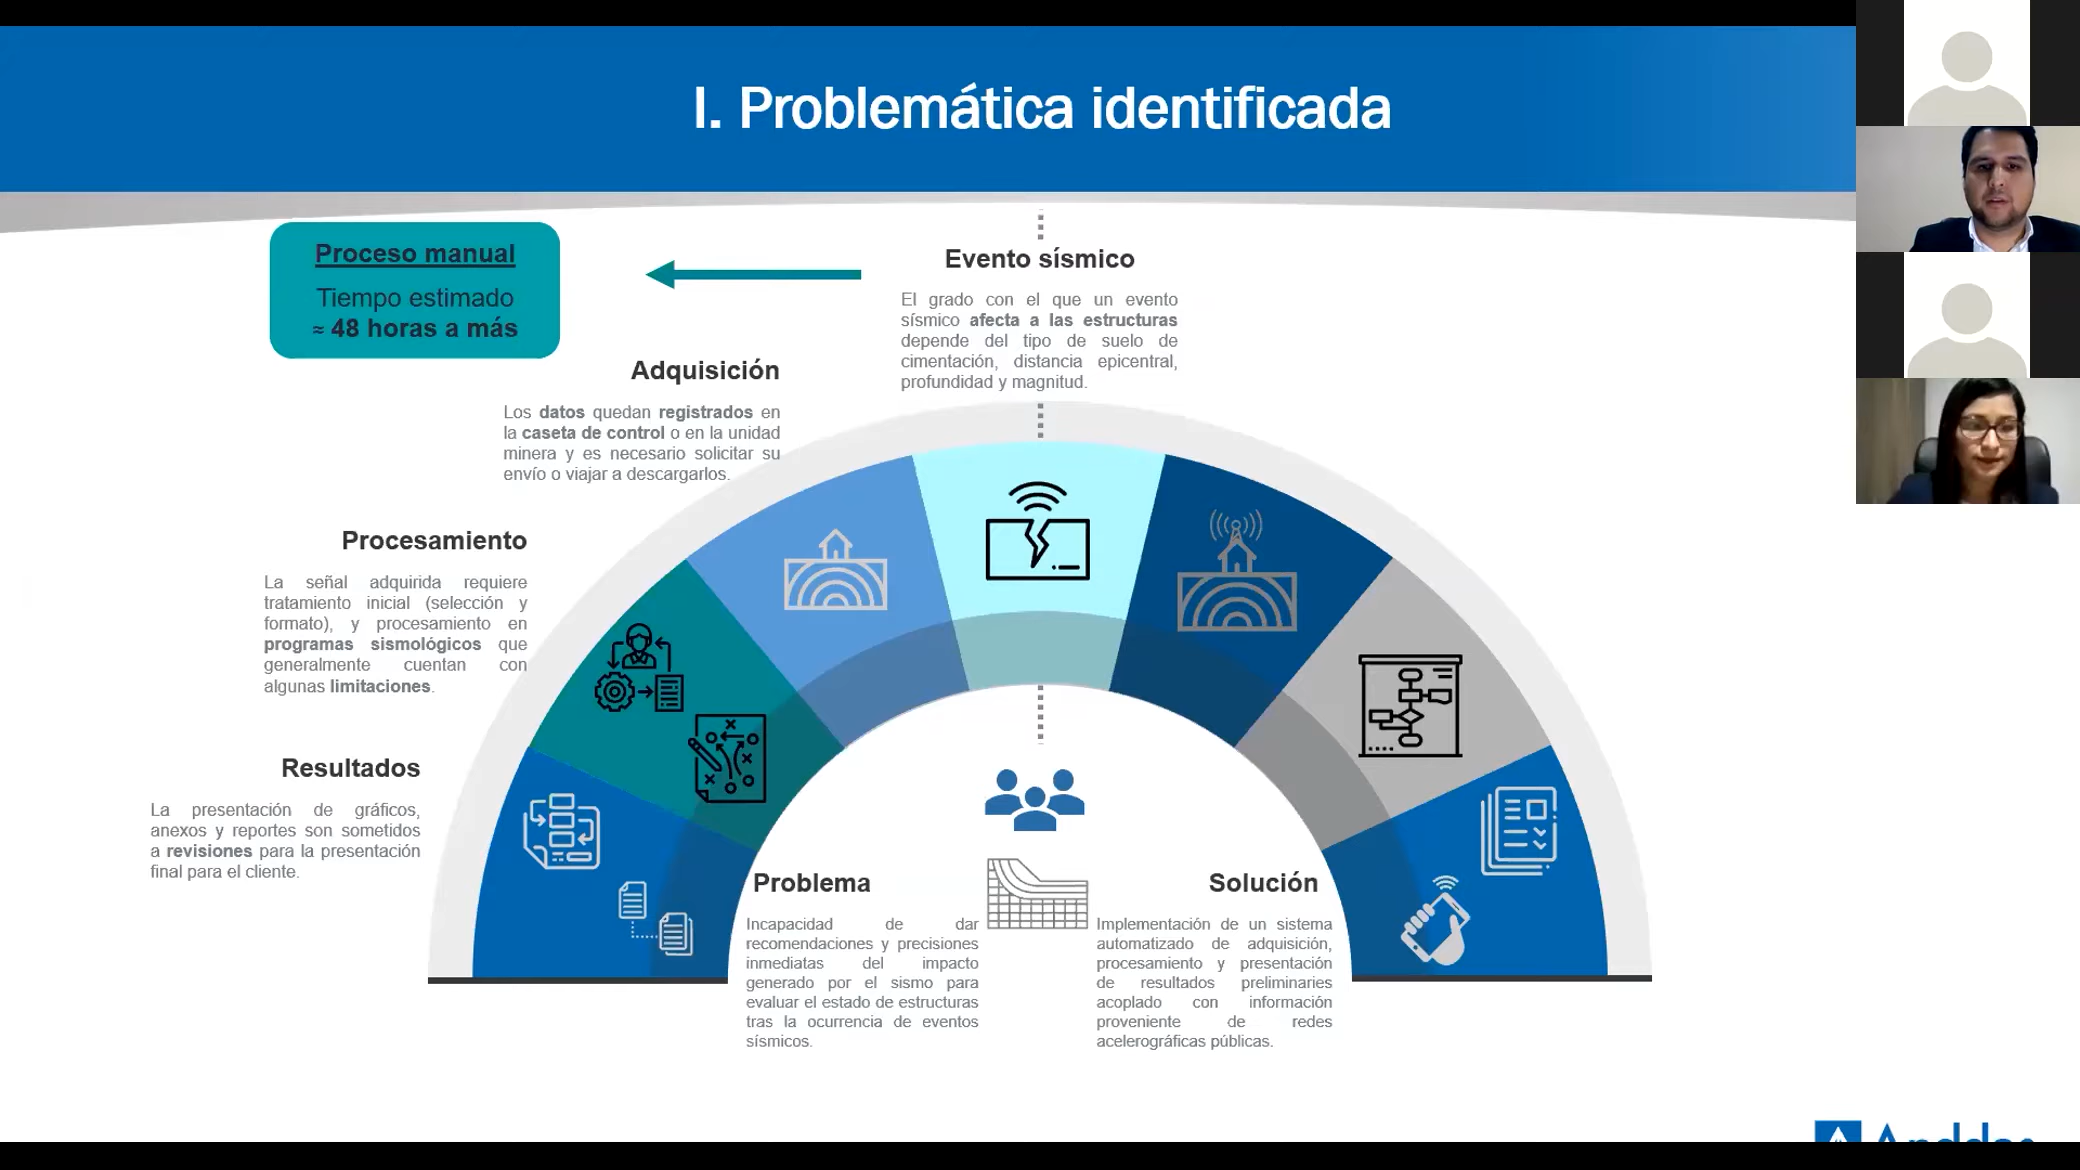 I. Problemática identificada
Proceso manual
Tiempo estimado
≈ 48 horas a más
Evento sísmico
El grado con el que un evento
sísmico afecta a las estructuras
depende del tipo de suelo de
cimentación, distancia epicentral,
profundidad y magnitud.
Adquisición
Los datos quedan registrados en
la caseta de control o en la unidad
minera y es necesario solicitar su
envío o viajar a descargarlos.
Procesamiento
La señal adquirida requiere
tratamiento inicial (selección y
formato), y procesamiento en
programas sismológicos que
generalmente cuentan con
algunas limitaciones.
Resultados
La presentación de gráficos,
anexos y reportes son sometidos
a revisiones para la presentación
final para el cliente.
Problema
Incapacidad de dar
recomendaciones y precisiones
inmediatas del impacto
generado por el sismo para
evaluar el estado de estructuras
tras la ocurrencia de eventos
sísmicos.
Solución
Implementación de un sistema
automatizado de adquisición,
procesamiento y presentación
de resultados preliminaries
acoplado con información
proveniente de redes
acelerográficas públicas.